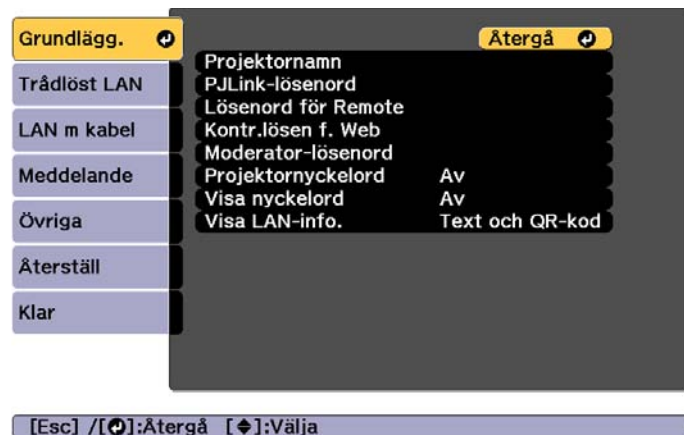 Grundlägg.
Trådlöst LAN
LAN m kabel
Meddelande
Övriga
Återställ
Klar
Återgå
Projektornamn
PJLink-lösenord
Lösenord för Remote
Kontr.lösen f. Web
Moderator-lösenord
Projektornyckelord Av
Visa nyckelord Av
Visa LAN-info. Text och QR-kod
[Esc] /[⏎]:Återgå [◆]:Välja